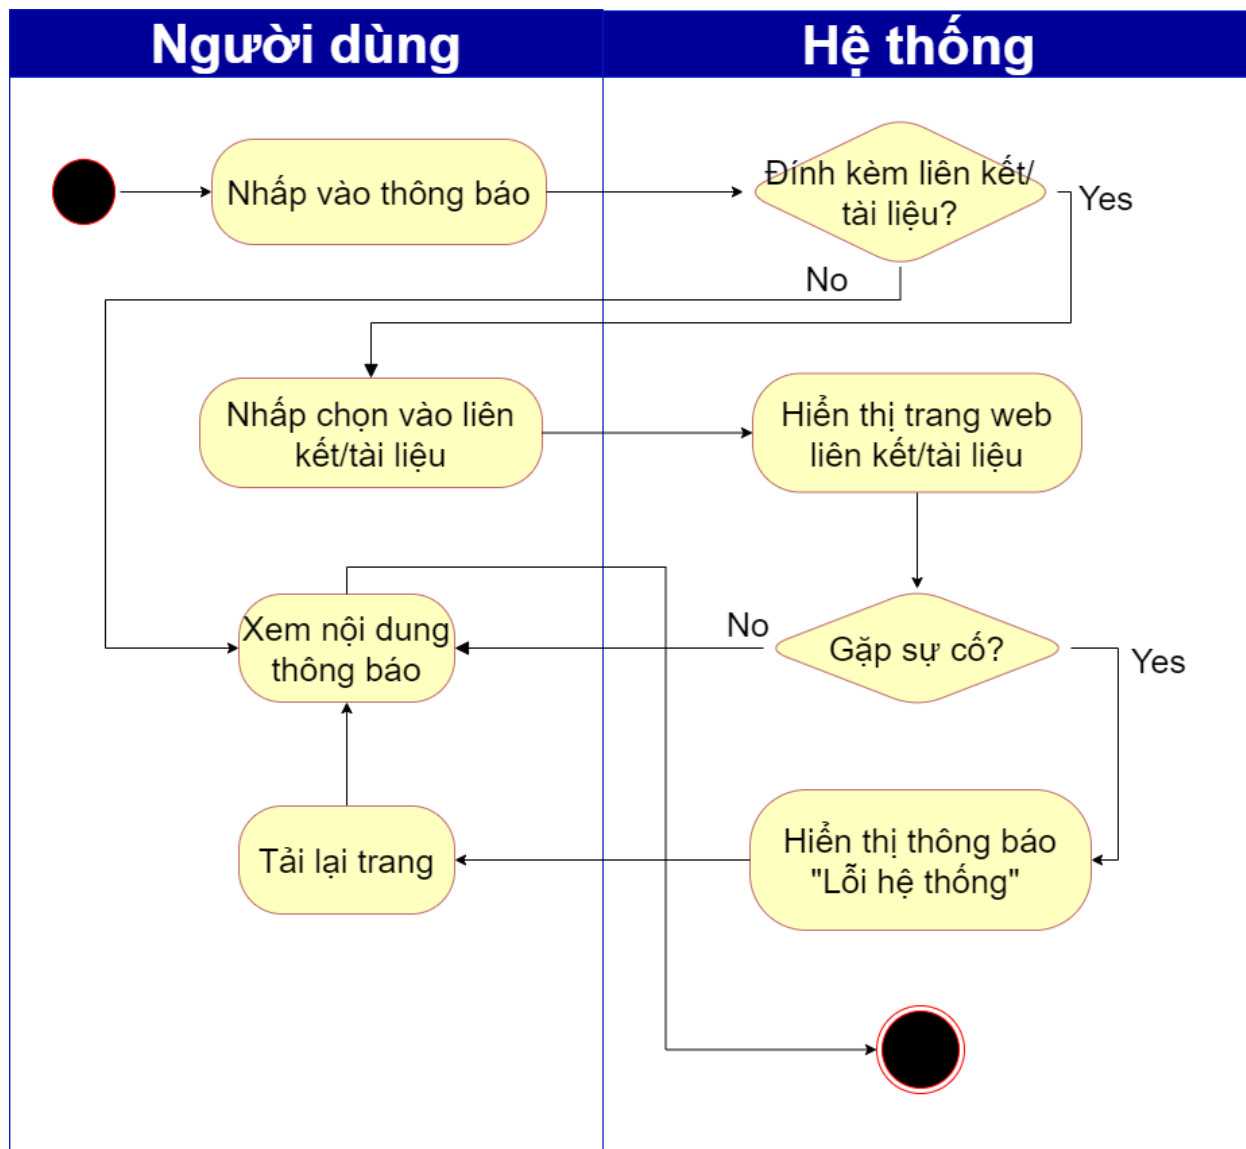 Người dùng
Hệ thống
Nhấp vào thông báo
Đính kèm liên kết/
tài liệu?
Yes
No
Nhấp chọn vào liên
kết/tài liệu
Hiển thị trang web
liên kết/tài liệu
Xem nội dung
thông báo
No
Gặp sự cố?
Yes
Tải lại trang
Hiển thị thông báo
"Lỗi hệ thống"